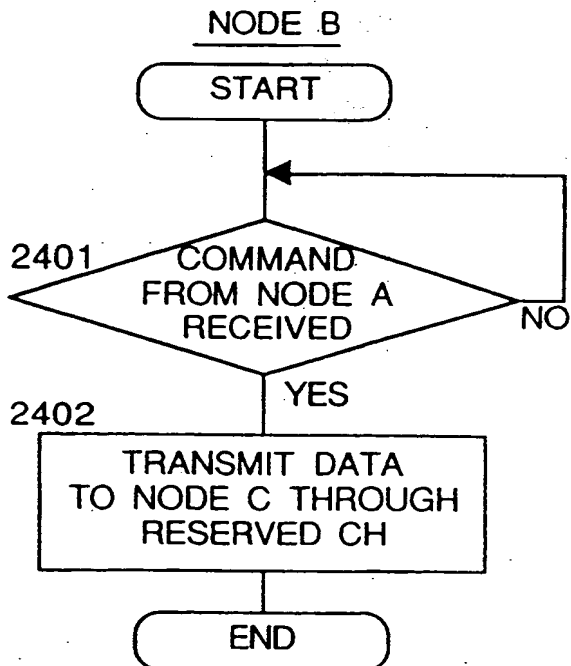 NODE B
START
2401
COMMAND
FROM NODE A
RECEIVED
NO
YES
2402
TRANSMIT DATA
TO NODE C THROUGH
RESERVED CH
END